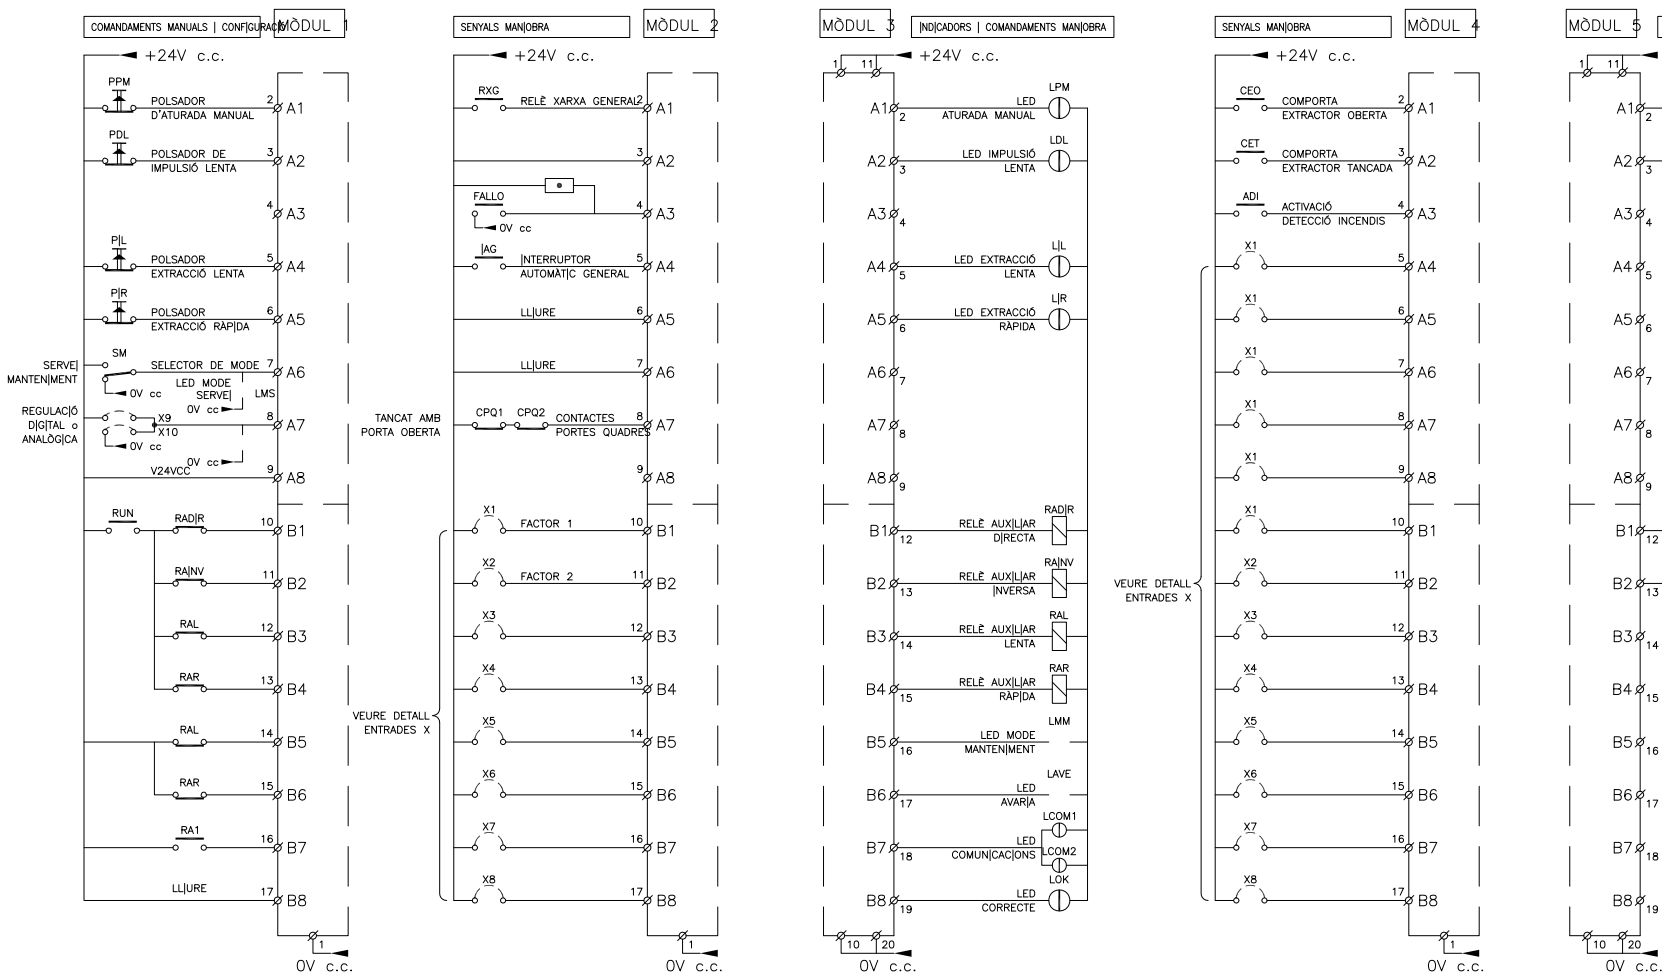 COMANDAMENTS MANUALS | CONFIGURACIÓ
MÒDUL 1
+24V c.c.
PPM
POLSADOR
D'ATURADA MANUAL
2
A1
PDL
POLSADOR DE
IMPULSIÓ LENTA
3
A2
4
A3
PIL
POLSADOR
EXTRACCIÓ LENTA
5
A4
PIR
POLSADOR
EXTRACCIÓ RÀPIDA
6
A5
SERVEI
MANTENIMENT
SM
SELECTOR DE MODE
7
A6
0V cc
LED MODE
SERVEI
LMS
0V cc
REGULACIÓ
DIGITAL o
ANALÒGICA
X9
X10
8
A7
0V cc
0V cc
V24VCC
9
A8
RUN
RADIR
10
B1
RAINV
11
B2
RAL
12
B3
RAR
13
B4
RAL
14
B5
RAR
15
B6
RA1
16
B7
LLIURE
17
B8
1
0V c.c.
SENYALS MANIOBRA
MÒDUL 2
+24V c.c.
RXG
RELÈ XARXA GENERAL
2
A1
3
A2
FALLO
0V cc
4
A3
IAG
INTERRUPTOR
AUTOMÀTIC GENERAL
5
A4
LLIURE
6
A5
LLIURE
7
A6
TANCAT AMB
PORTA OBERTA
CPQ1
CPQ2
CONTACTES
PORTES QUADRES
8
A7
9
A8
X1
FACTOR 1
10
B1
X2
FACTOR 2
11
B2
X3
12
B3
X4
13
B4
VEURE DETALL
ENTRADES X
X5
14
B5
X6
15
B6
X7
16
B7
X8
17
B8
1
0V c.c.
MÒDUL 3
INDICADORS | COMANDAMENTS MANIOBRA
+24V c.c.
1
11
A1
2
LED
ATURADA MANUAL
LPM
A2
3
LED IMPULSIÓ
LENTA
LDL
A3
4
A4
5
LED EXTRACCIÓ
LENTA
LIL
A5
6
LED EXTRACCIÓ
RÀPIDA
LIR
A6
7
A7
8
A8
9
B1
12
RELÈ AUXILIAR
DIRECTA
RADIR
B2
13
RELÈ AUXILIAR
INVERSA
RAINV
B3
14
RELÈ AUXILIAR
LENTA
RAL
B4
15
RELÈ AUXILIAR
RÀPIDA
RAR
B5
16
LED MODE
MANTENIMENT
LMM
B6
17
LED
AVARIA
LAVE
B7
18
LED
COMUNICACIONS
LCOM1
LCOM2
B8
19
LED
CORRECTE
LOK
10
20
0V c.c.
SENYALS MANIOBRA
MÒDUL 4
+24V c.c.
CEO
COMPORTA
EXTRACTOR OBERTA
2
A1
CET
COMPORTA
EXTRACTOR TANCADA
3
A2
ADI
ACTIVACIÓ
DETECCIÓ INCENDIS
4
A3
X1
5
A4
X1
6
A5
X1
7
A6
X1
8
A7
X1
9
A8
X1
10
B1
VEURE DETALL
ENTRADES X
X2
11
B2
X3
12
B3
X4
13
B4
X5
14
B5
X6
15
B6
X7
16
B7
X8
17
B8
1
0V c.c.
MÒDUL 5
1
11
A1
2
A2
3
A3
4
A4
5
A5
6
A6
7
A7
8
A8
9
B1
12
B2
13
B3
14
B4
15
B5
16
B6
17
B7
18
B8
19
10
20
0V c.c.